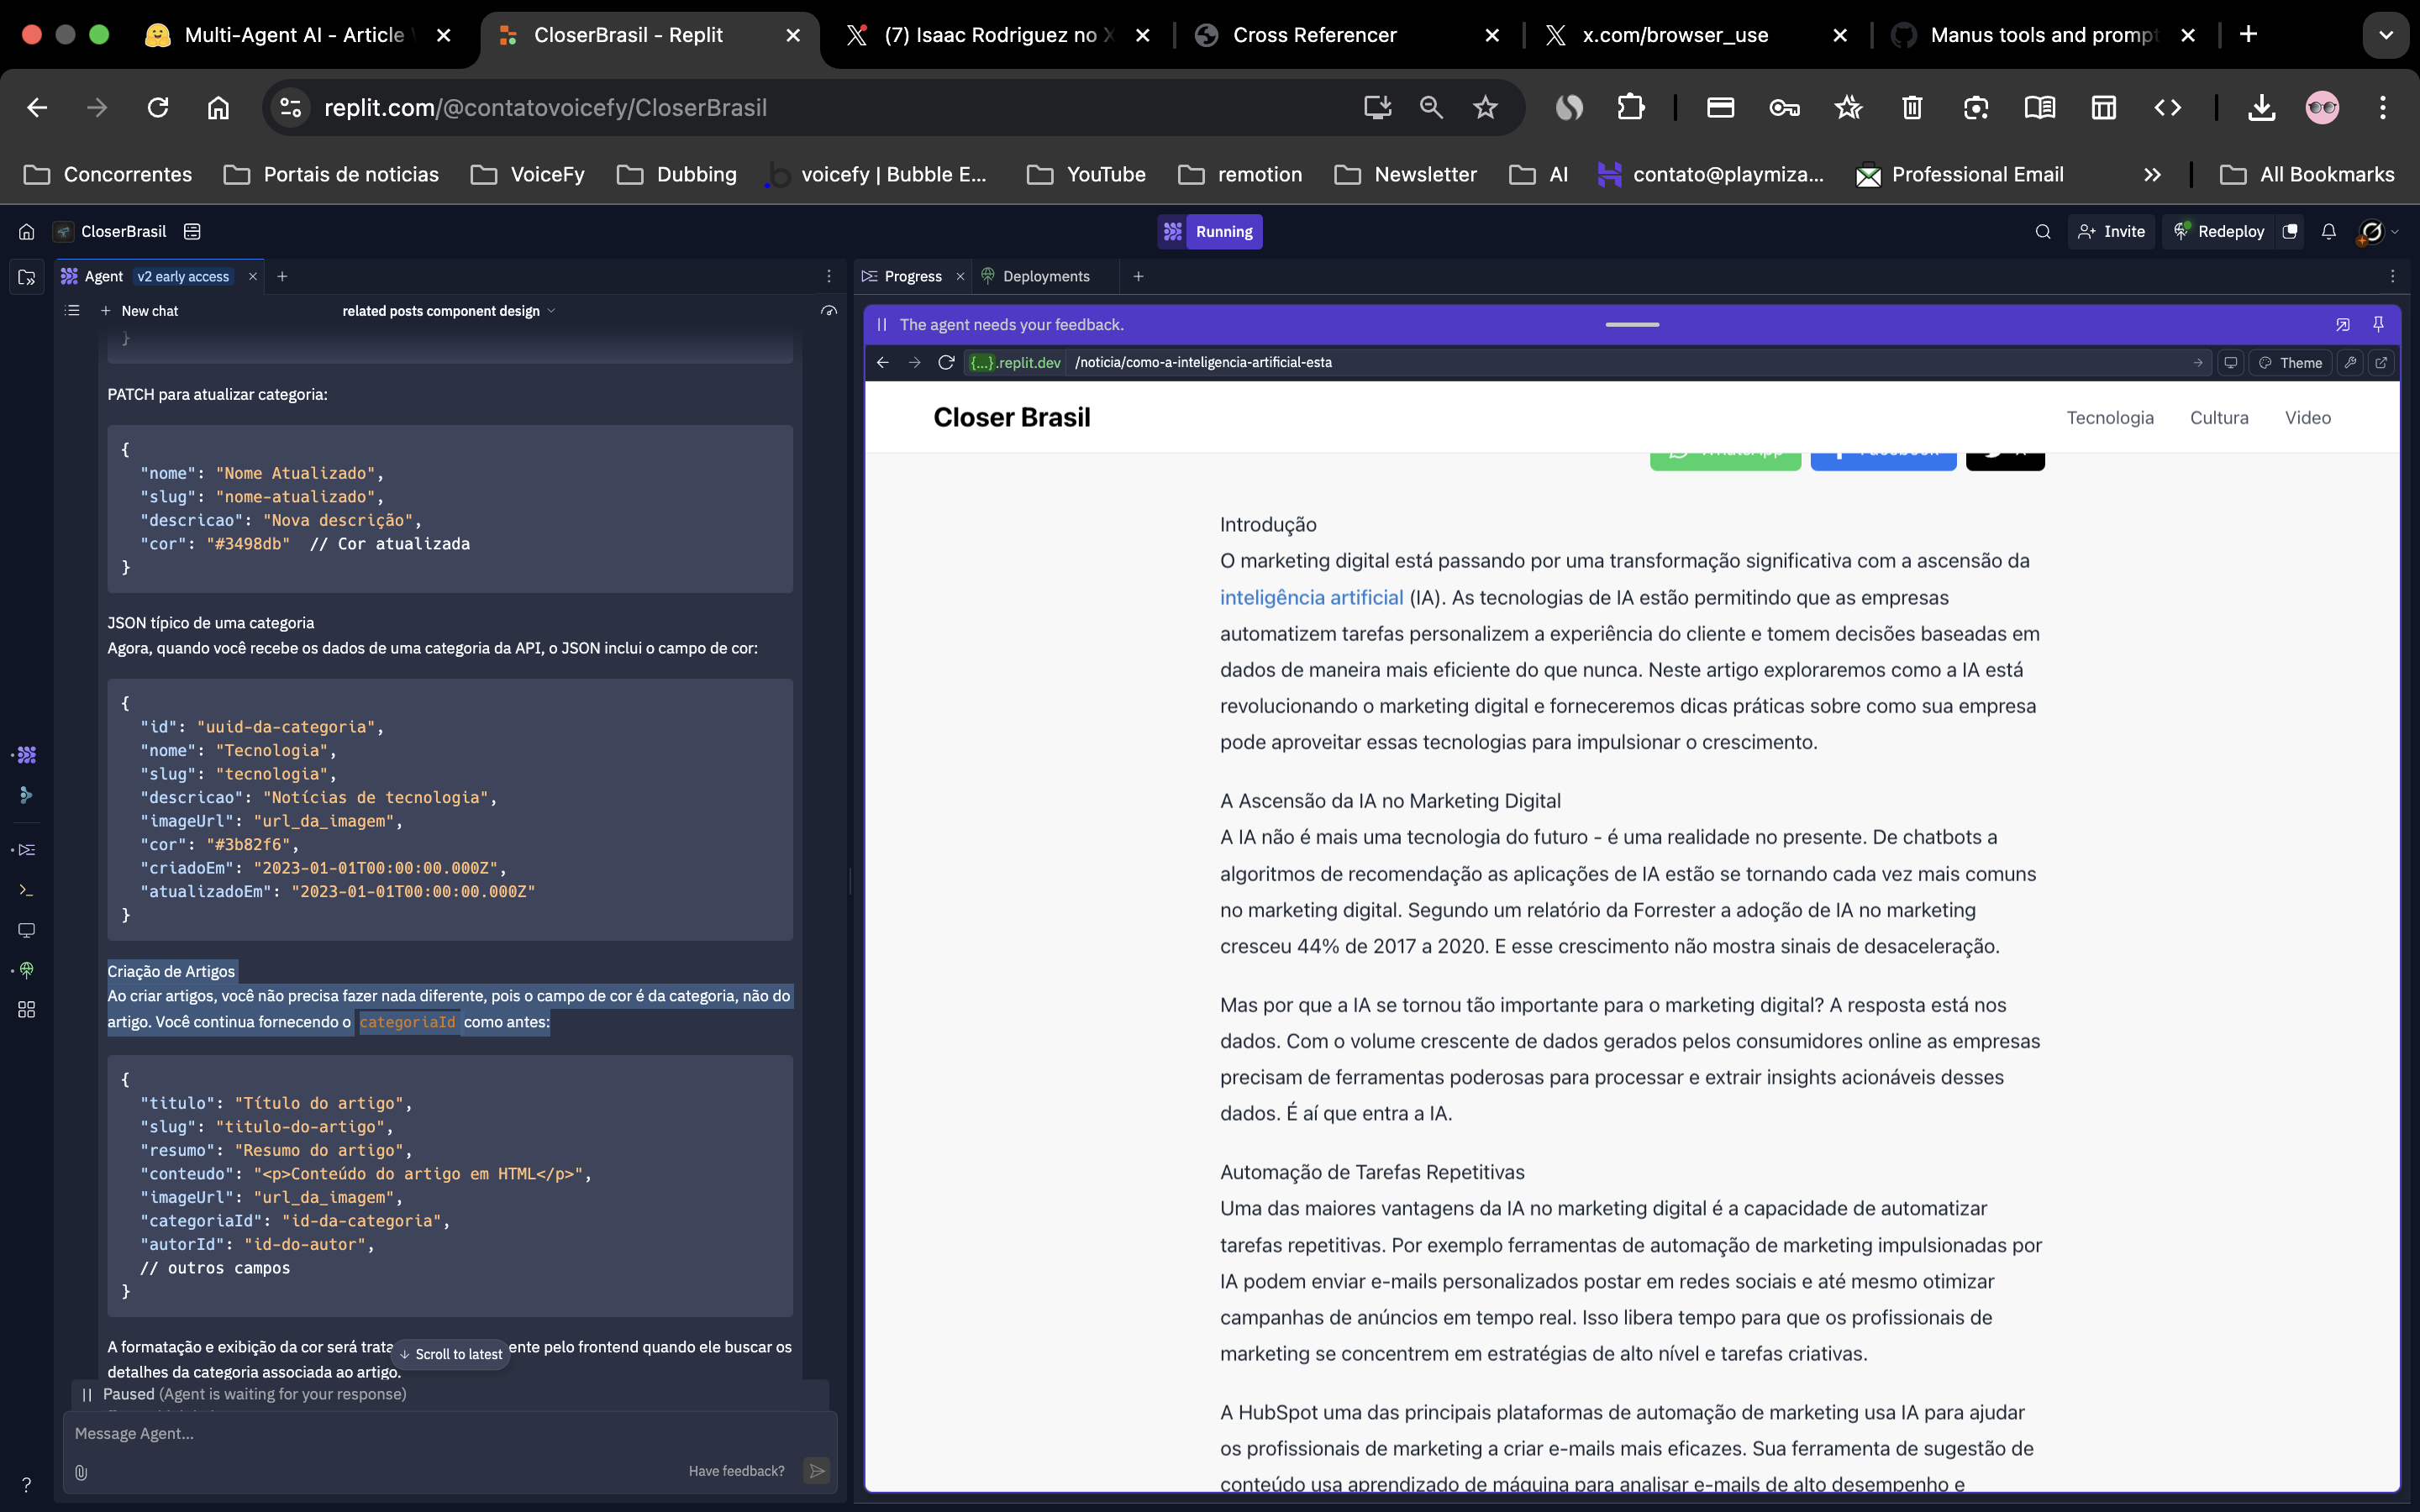 Multi-Agent AI - Article
CloserBrasil - Replit
(7) Isaac Rodriguez no X
Cross Referencer
x.com/browser_use
Manus tools and prompt
replit.com/@contatovoicefy/CloserBrasil
Concorrentes
Portais de noticias
VoiceFy
Dubbing
voicefy | Bubble E...
YouTube
remotion
Newsletter
AI
contato@playmiza...
Professional Email
All Bookmarks
CloserBrasil
Running
Invite
Redeploy
Agent v2 early access
Progress
Deployments
New chat
related posts component design
}
PATCH para atualizar categoria:
{
"nome": "Nome Atualizado",
"slug": "nome-atualizado",
"descricao": "Nova descrição",
"cor": "#3498db" // Cor atualizada
}
JSON típico de uma categoria
Agora, quando você recebe os dados de uma categoria da API, o JSON inclui o campo de cor:
{
"id": "uuid-da-categoria",
"nome": "Tecnologia",
"slug": "tecnologia",
"descricao": "Notícias de tecnologia",
"imageUrl": "url_da_imagem",
"cor": "#3b82f6",
"criadoEm": "2023-01-01T00:00:00.000Z",
"atualizadoEm": "2023-01-01T00:00:00.000Z"
}
Criação de Artigos
Ao criar artigos, você não precisa fazer nada diferente, pois o campo de cor é da categoria, não do
artigo. Você continua fornecendo o categoriaId como antes:
{
"titulo": "Título do artigo",
"slug": "titulo-do-artigo",
"resumo": "Resumo do artigo",
"conteudo": "<p>Conteúdo do artigo em HTML</p>",
"imageUrl": "url_da_imagem",
"categoriaId": "id-da-categoria",
"autorId": "id-do-autor",
// outros campos
}
A formatação e exibição da cor será trata ente pelo frontend quando ele buscar os
detalhes da categoria associada ao artigo.
Scroll to latest
Paused (Agent is waiting for your response)
Message Agent...
Have feedback?
?
The agent needs your feedback.
{...}.replit.dev /noticia/como-a-inteligencia-artificial-esta
Theme
Closer Brasil
Tecnologia
Cultura
Video
WhatsApp
Facebook
Introdução
O marketing digital está passando por uma transformação significativa com a ascensão da
inteligência artificial (IA). As tecnologias de IA estão permitindo que as empresas
automatizem tarefas personalizem a experiência do cliente e tomem decisões baseadas em
dados de maneira mais eficiente do que nunca. Neste artigo exploraremos como a IA está
revolucionando o marketing digital e forneceremos dicas práticas sobre como sua empresa
pode aproveitar essas tecnologias para impulsionar o crescimento.
A Ascensão da IA no Marketing Digital
A IA não é mais uma tecnologia do futuro - é uma realidade no presente. De chatbots a
algoritmos de recomendação as aplicações de IA estão se tornando cada vez mais comuns
no marketing digital. Segundo um relatório da Forrester a adoção de IA no marketing
cresceu 44% de 2017 a 2020. E esse crescimento não mostra sinais de desaceleração.
Mas por que a IA se tornou tão importante para o marketing digital? A resposta está nos
dados. Com o volume crescente de dados gerados pelos consumidores online as empresas
precisam de ferramentas poderosas para processar e extrair insights acionáveis desses
dados. É aí que entra a IA.
Automação de Tarefas Repetitivas
Uma das maiores vantagens da IA no marketing digital é a capacidade de automatizar
tarefas repetitivas. Por exemplo ferramentas de automação de marketing impulsionadas por
IA podem enviar e-mails personalizados postar em redes sociais e até mesmo otimizar
campanhas de anúncios em tempo real. Isso libera tempo para que os profissionais de
marketing se concentrem em estratégias de alto nível e tarefas criativas.
A HubSpot uma das principais plataformas de automação de marketing usa IA para ajudar
os profissionais de marketing a criar e-mails mais eficazes. Sua ferramenta de sugestão de
conteúdo usa aprendizado de máquina para analisar e-mails de alto desempenho e